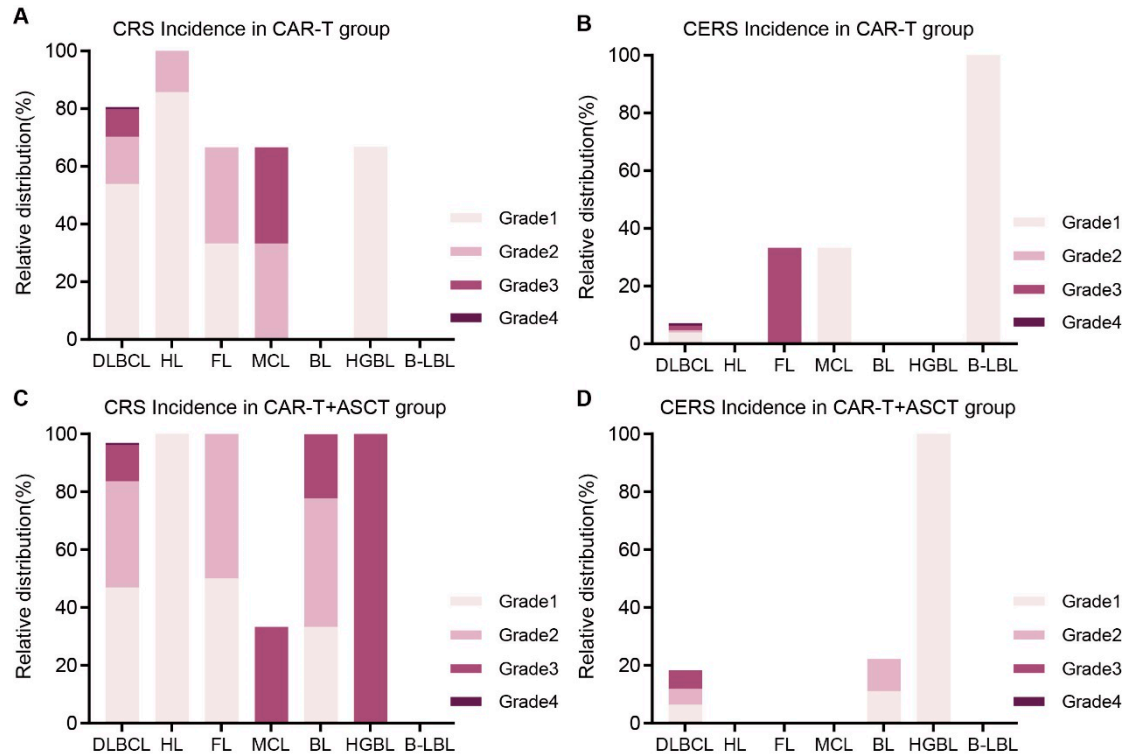 A
CRS Incidence in CAR-T group
Relative distribution(%)
100
80
60
40
20
0
DLBCL HL FL MCL BL HGBL B-LBL
Grade1
Grade2
Grade3
Grade4
B
CERS Incidence in CAR-T group
Relative distribution(%)
100
80
60
40
20
0
DLBCL HL FL MCL BL HGBL B-LBL
Grade1
Grade2
Grade3
Grade4
C
CRS Incidence in CAR-T+ASCT group
Relative distribution(%)
100
80
60
40
20
0
DLBCL HL FL MCL BL HGBL B-LBL
Grade1
Grade2
Grade3
Grade4
D
CERS Incidence in CAR-T+ASCT group
Relative distribution(%)
100
80
60
40
20
0
DLBCL HL FL MCL BL HGBL B-LBL
Grade1
Grade2
Grade3
Grade4